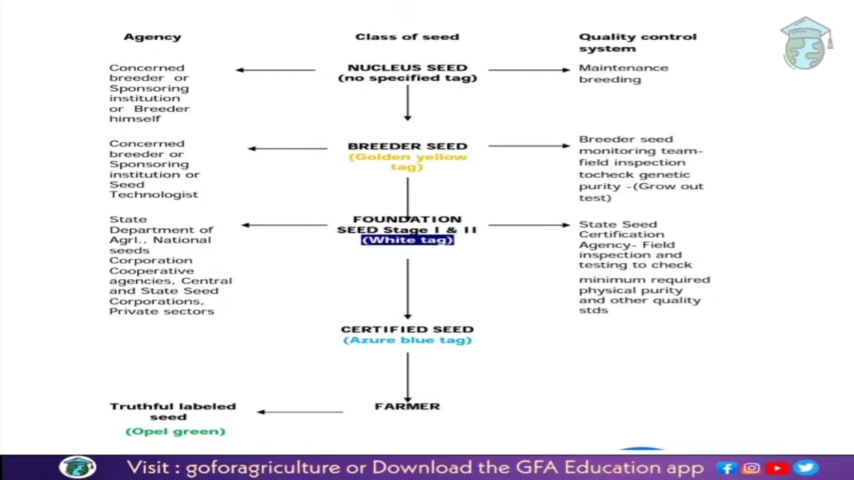 Agency
Class of seed
Quality control
system
Concerned
breeder or
Sponsoring
institution
or Breeder
himself
NUCLEUS SEED
(no specified tag)
Maintenance
breeding
Concerned
breeder or
Sponsoring
institution or
Seed
Technologist
BREEDER SEED
(Golden yellow
tag)
Breeder seed
monitoring team-
field inspection
tocheck genetic
purity -(Grow out
test)
State
Department of
Agrl., National
seeds
Corporation
Cooperative
agencies, Central
and State Seed
Corporations,
Private sectors
FOUNDATION
SEED Stage I & II
(White tag)
State Seed
Certification
Agency- Field
inspection and
testing to check
minimum required
physical purity
and other quality
stds
CERTIFIED SEED
(Azure blue tag)
Truthful labeled
seed
(Opel green)
FARMER
Visit : goforagriculture or Download the GFA Education app